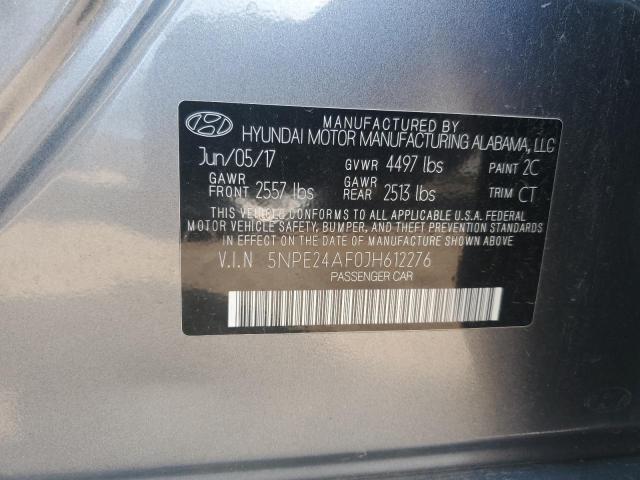 MANUFACTURED BY
HYUNDAI MOTOR MANUFACTURING ALABAMA, LLC
Jun/05/17 GVWR 4497 lbs PAINT 2C
GAWR FRONT 2557 lbs GAWR REAR 2513 lbs TRIM CT
THIS VEHICLE CONFORMS TO ALL APPLICABLE U.S.A. FEDERAL
MOTOR VEHICLE SAFETY, BUMPER, AND THEFT PREVENTION STANDARDS
IN EFFECT ON THE DATE OF MANUFACTURE SHOWN ABOVE.
V.I.N 5NPE24AF0JH612276
PASSENGER CAR